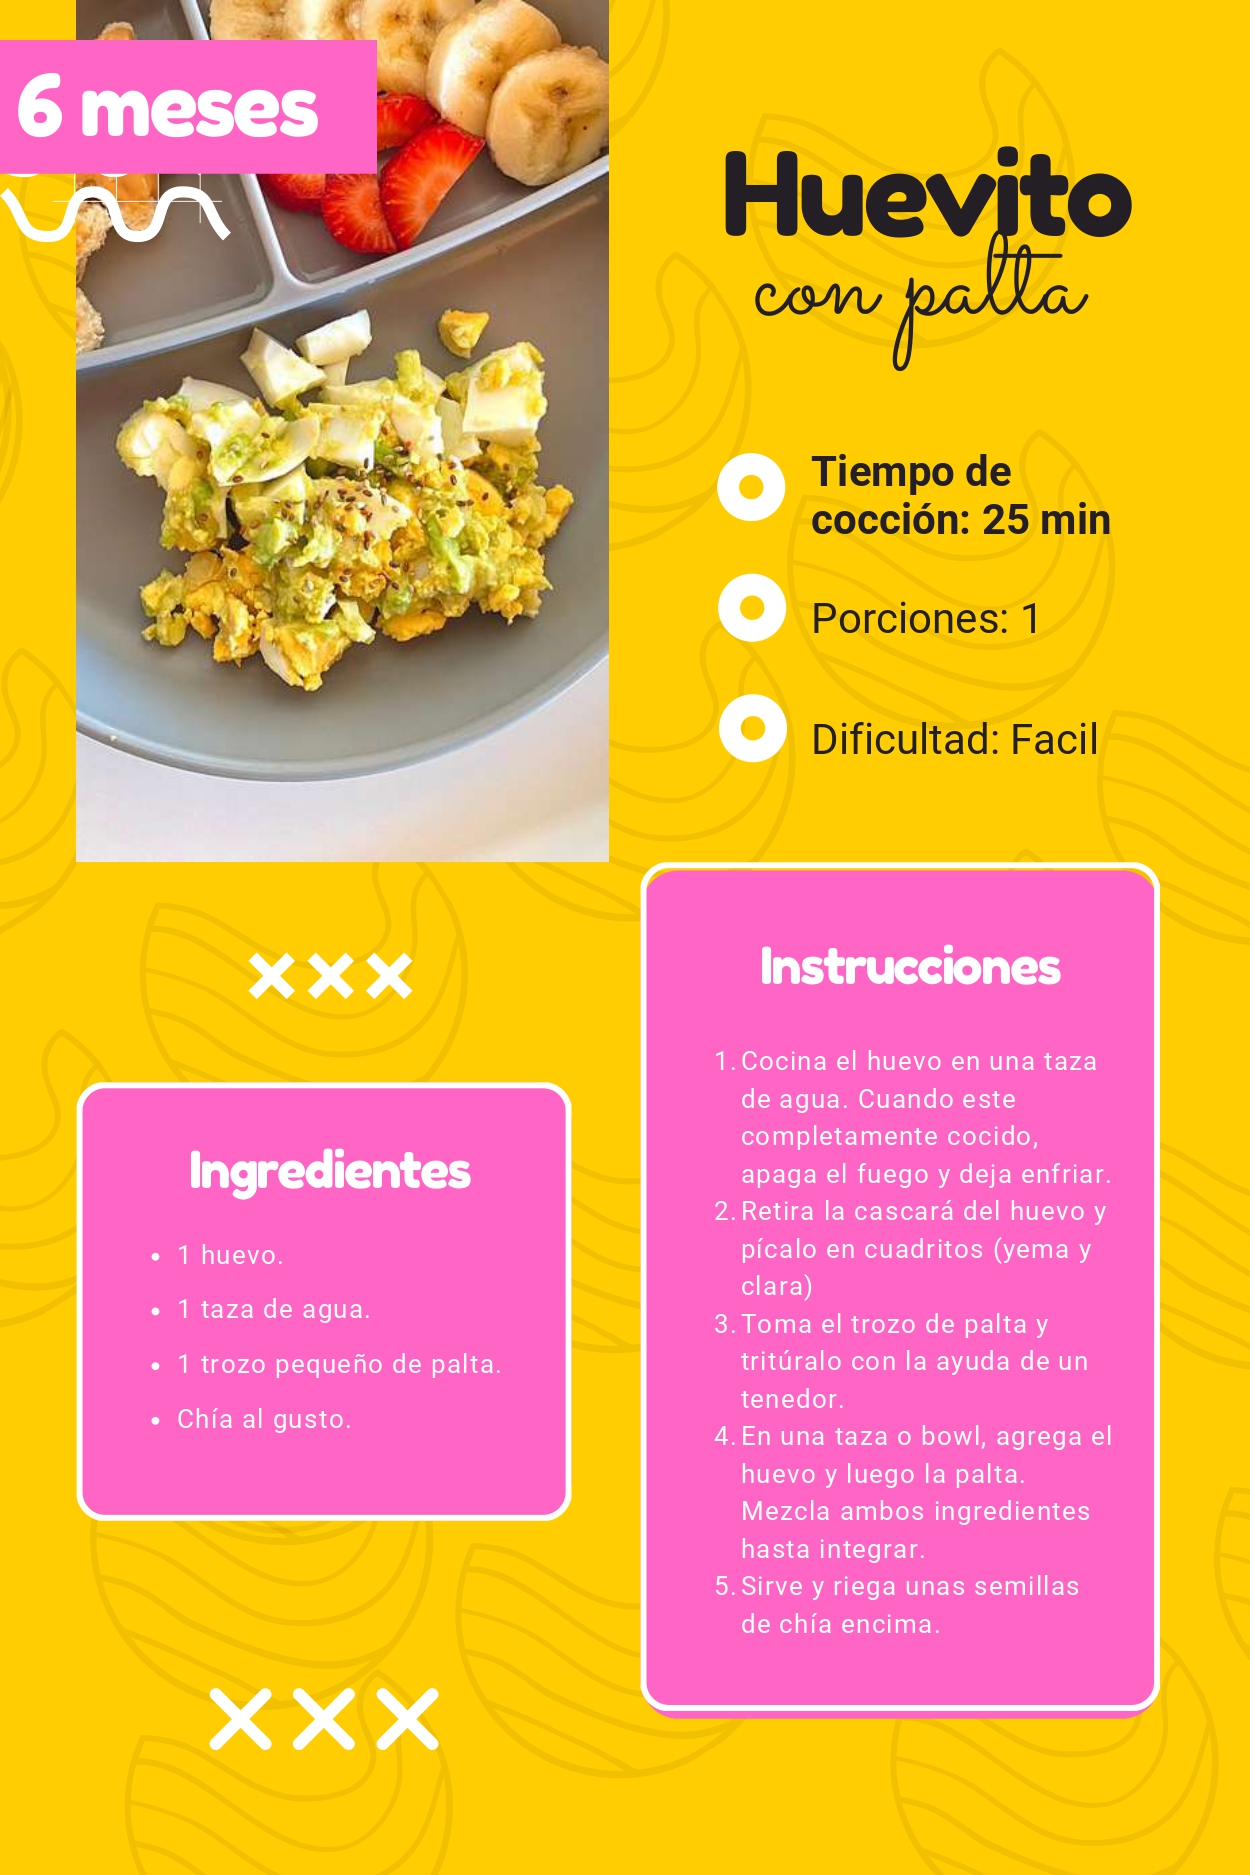 6 meses
Huevito
con palta
Tiempo de
cocción: 25 min
Porciones: 1
Dificultad: Facil
Ingredientes
• 1 huevo.
• 1 taza de agua.
• 1 trozo pequeño de palta.
• Chía al gusto.
Instrucciones
1. Cocina el huevo en una taza
de agua. Cuando este
completamente cocido,
apaga el fuego y deja enfriar.
2. Retira la cascará del huevo y
pícalo en cuadritos (yema y
clara)
3. Toma el trozo de palta y
tritúralo con la ayuda de un
tenedor.
4. En una taza o bowl, agrega el
huevo y luego la palta.
Mezcla ambos ingredientes
hasta integrar.
5. Sirve y riega unas semillas
de chía encima.